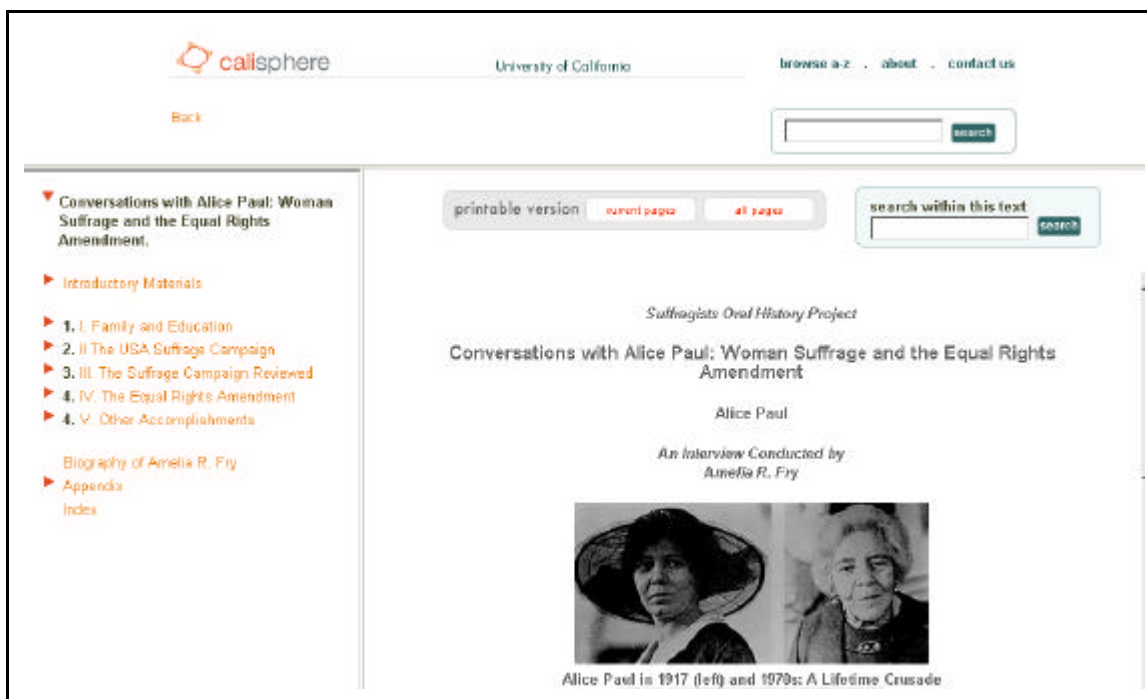 calisphere
University of California
browse a-z . about . contact us
Back
search
Conversations with Alice Paul: Woman
Suffrage and the Equal Rights
Amendment.
Introductory Materials
1. I. Family and Education
2. II The USA Suffrage Campaign
3. III. The Suffrage Campaign Reviewed
4. IV. The Equal Rights Amendment
4. V. Other Accomplishments
Biography of Amelia R. Fry
Appendix
Index
printable version current pages all pages
search within this text
search
Suffragists Oral History Project
Conversations with Alice Paul: Woman Suffrage and the Equal Rights
Amendment
Alice Paul
An Interview Conducted by
Amelia R. Fry
Alice Paul in 1917 (left) and 1970s: A Lifetime Crusade